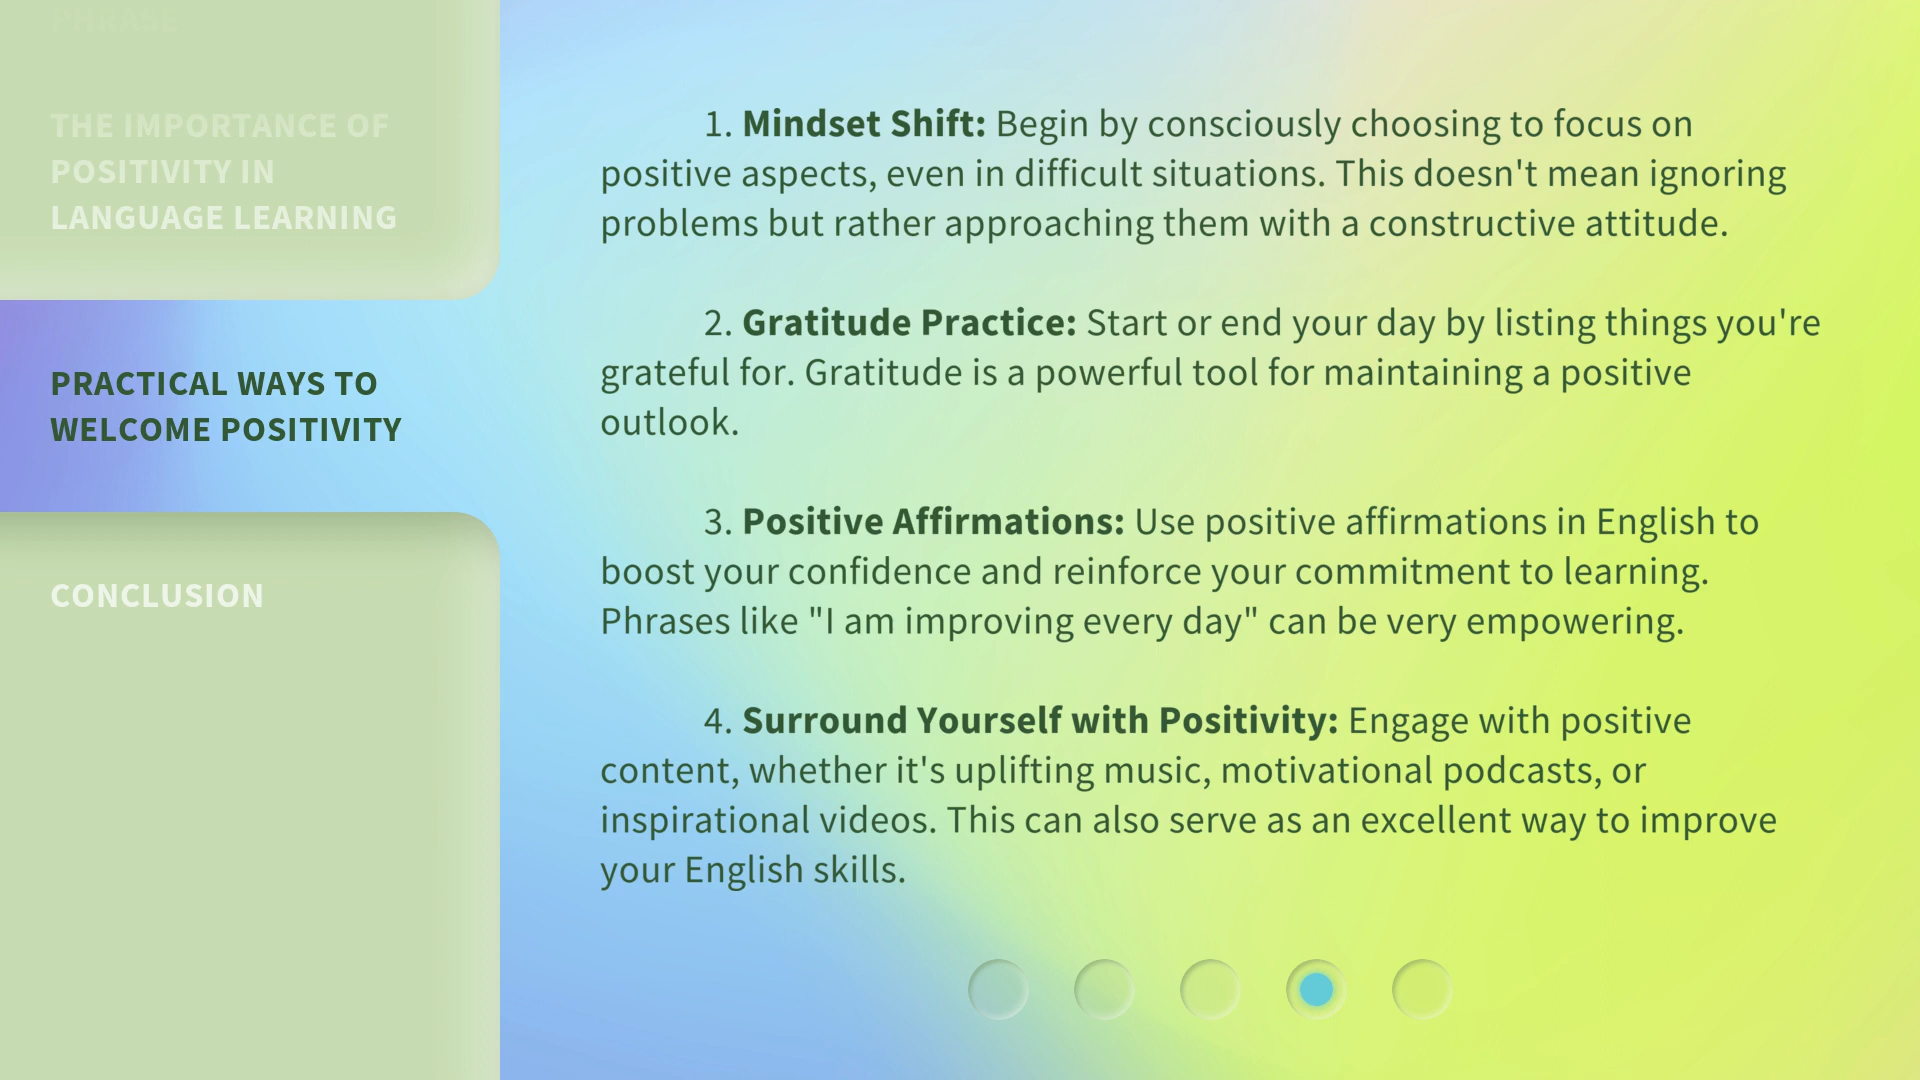 PHRASE
THE IMPORTANCE OF
POSITIVITY IN
LANGUAGE LEARNING
PRACTICAL WAYS TO
WELCOME POSITIVITY
CONCLUSION
1. Mindset Shift: Begin by consciously choosing to focus on
positive aspects, even in difficult situations. This doesn't mean ignoring
problems but rather approaching them with a constructive attitude.
2. Gratitude Practice: Start or end your day by listing things you're
grateful for. Gratitude is a powerful tool for maintaining a positive
outlook.
3. Positive Affirmations: Use positive affirmations in English to
boost your confidence and reinforce your commitment to learning.
Phrases like "I am improving every day" can be very empowering.
4. Surround Yourself with Positivity: Engage with positive
content, whether it's uplifting music, motivational podcasts, or
inspirational videos. This can also serve as an excellent way to improve
your English skills.